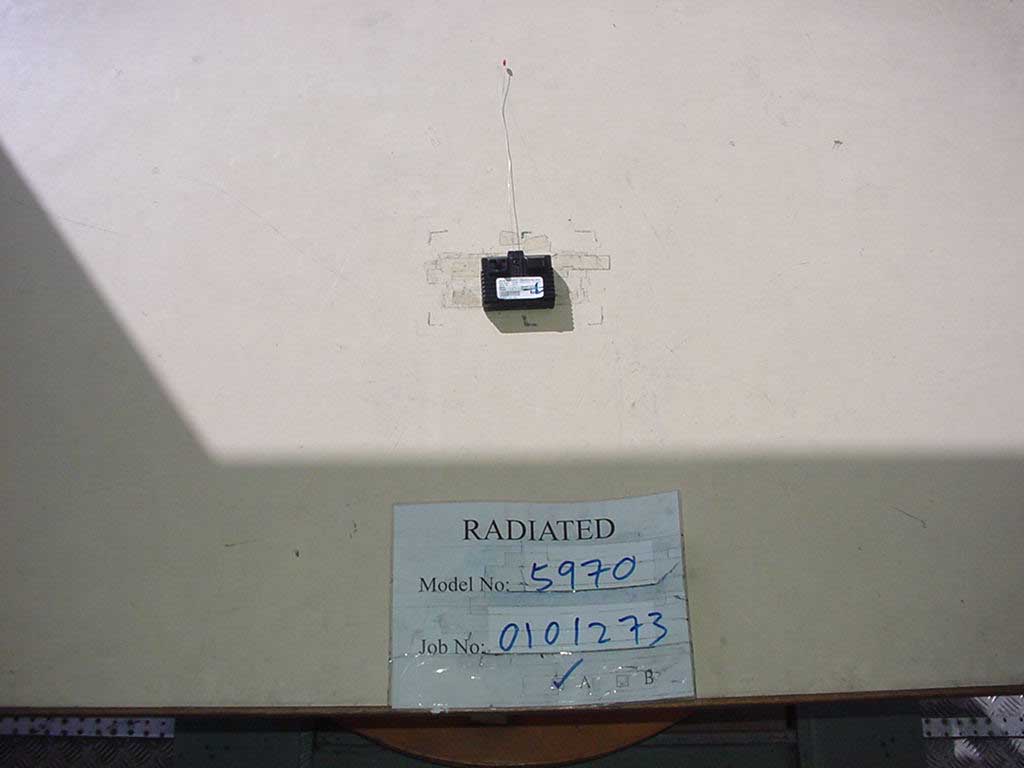 RADIATED
Model No: 5970
Job No: 0101273
✓ A ☐ B